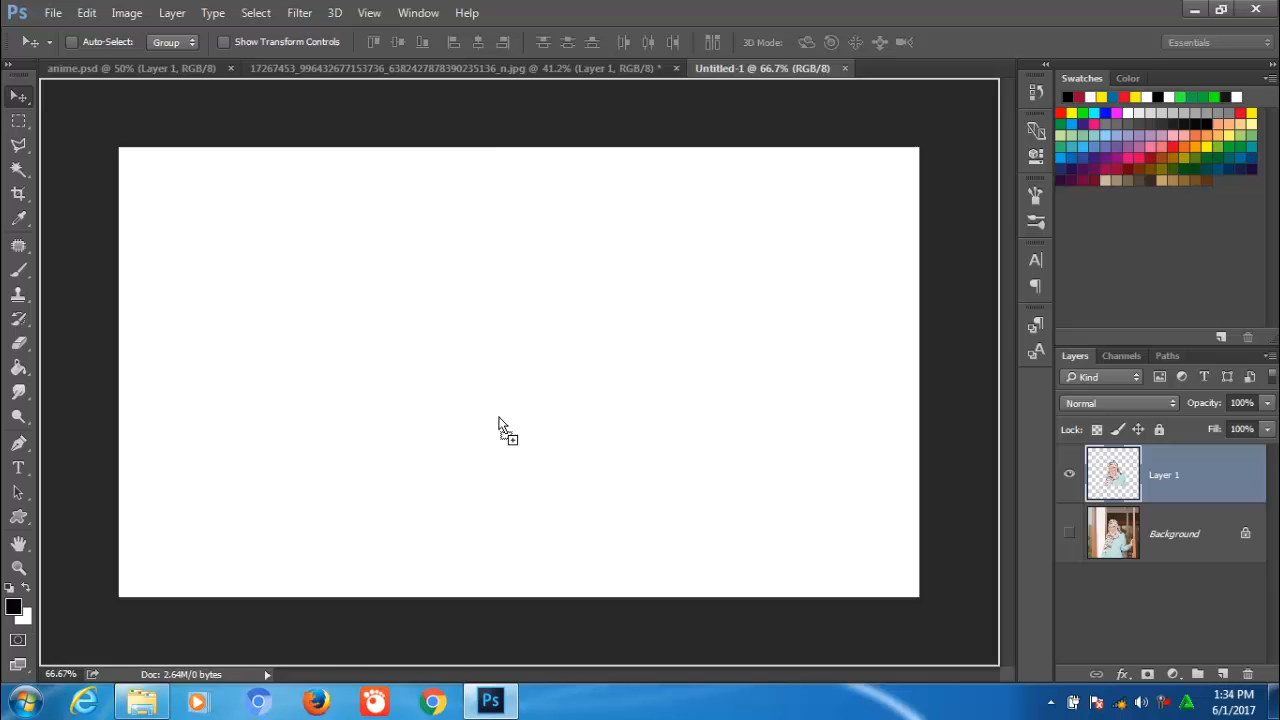 Ps File Edit Image Layer Type Select Filter 3D View Window Help
Auto-Select: Group Show Transform Controls 3D Mode: Essentials
anime.psd @ 50% (Layer 1, RGB/8) × 17267453_996432677153736_6382427878390235136_n.jpg @ 41.2% (Layer 1, RGB/8) * × Untitled-1 @ 66.7% (RGB/8) ×
Swatches Color
Layers Channels Paths
Kind
Normal Opacity: 100%
Lock: Fill: 100%
Layer 1
Background
66.67% Doc: 2.64M/0 bytes
Ps
1:34 PM
6/1/2017